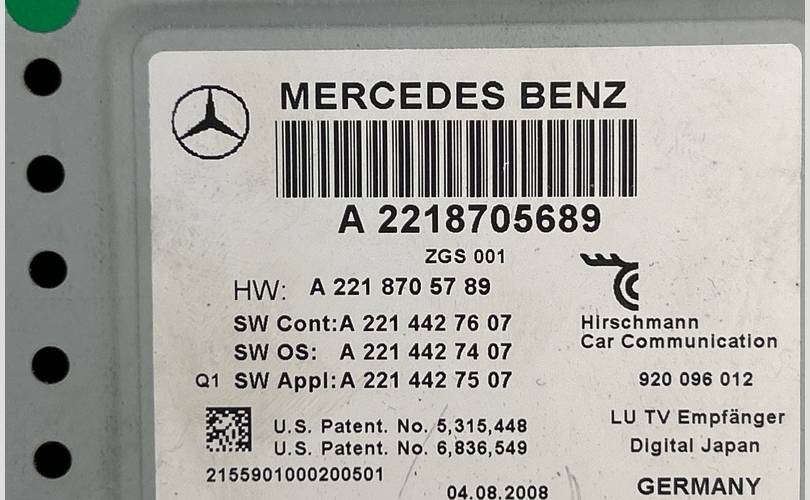 MERCEDES BENZ
A 2218705689
ZGS 001
HW: A 221 870 57 89
SW Cont:A 221 442 76 07
SW OS: A 221 442 74 07
Q1 SW Appl:A 221 442 75 07
Hirschmann
Car Communication
920 096 012
U.S. Patent. No. 5,315,448
U.S. Patent. No. 6,836,549
2155901000200501
04.08.2008
LU TV Empfänger
Digital Japan
GERMANY